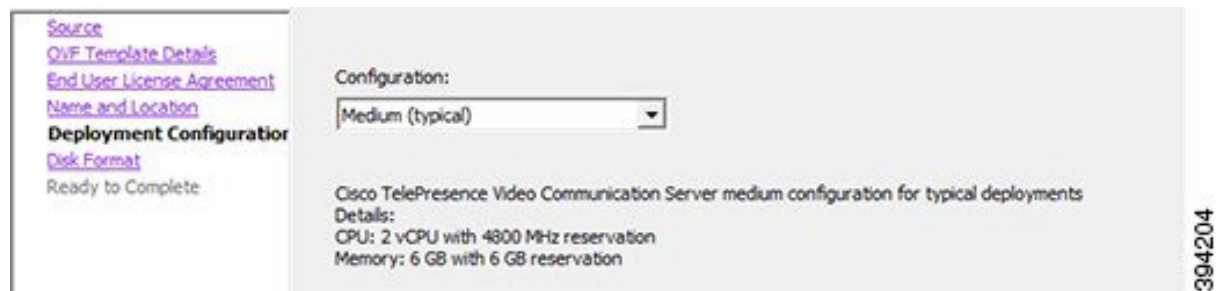 Source
OVF Template Details
End User License Agreement
Name and Location
Deployment Configuration
Disk Format
Ready to Complete
Configuration:
Medium (typical)
Cisco TelePresence Video Communication Server medium configuration for typical deployments
Details:
CPU: 2 vCPU with 4800 MHz reservation
Memory: 6 GB with 6 GB reservation
394204